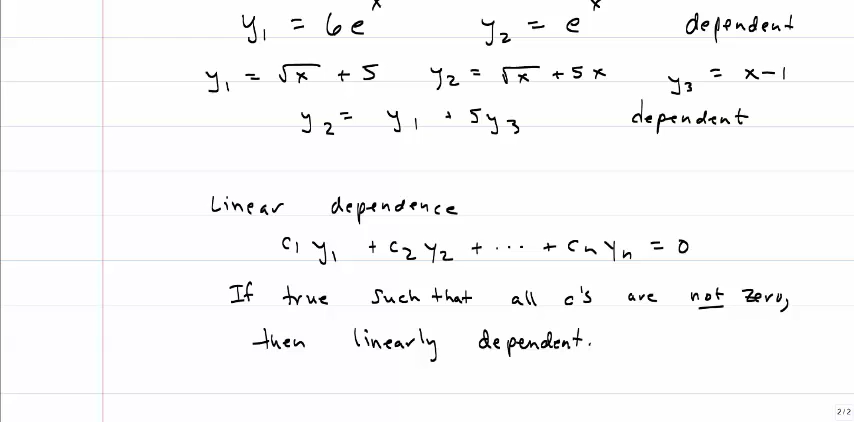 y₁ = 6eˣ y₂ = eˣ dependent
y₁ = √x + 5 y₂ = √x + 5x y₃ = x-1
y₂ = y₁ + 5y₃ dependent
Linear dependence
c₁y₁ + c₂y₂ + ··· + cₙyₙ = 0
If true such that all c's are not zero,
then linearly dependent.
2/2